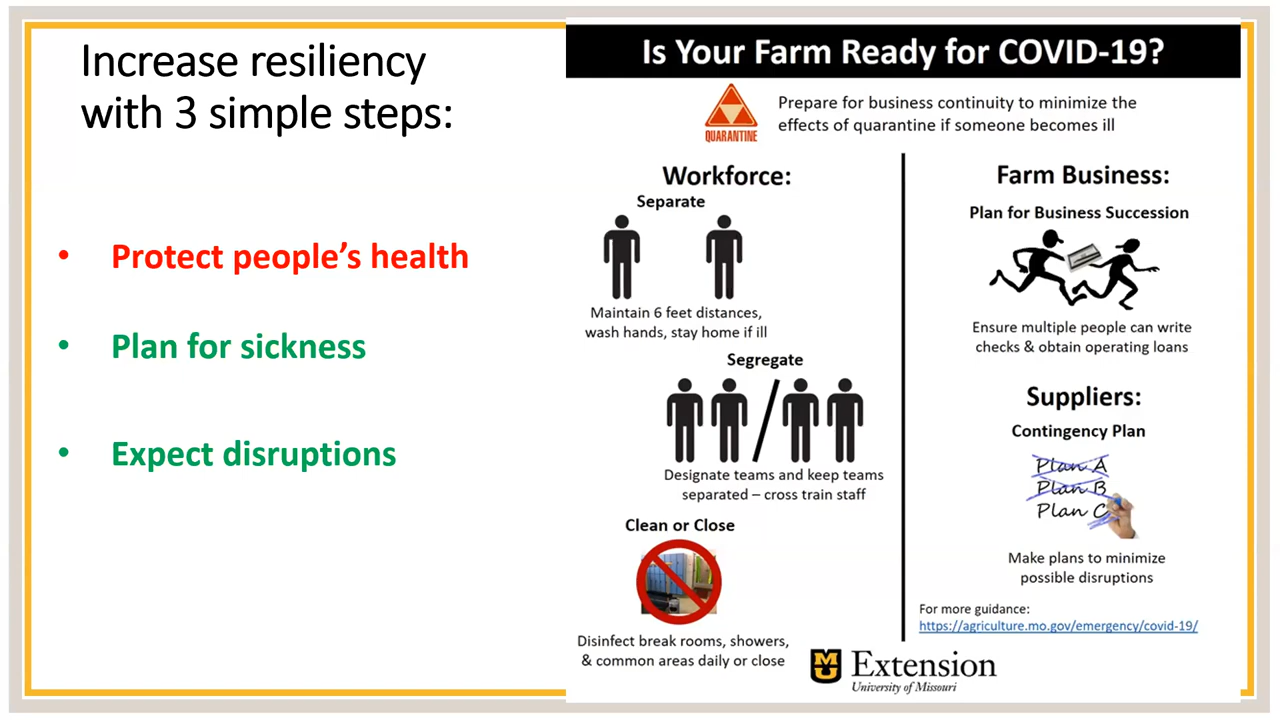 Increase resiliency
with 3 simple steps:
• Protect people's health
• Plan for sickness
• Expect disruptions
Is Your Farm Ready for COVID-19?
QUARANTINE
Prepare for business continuity to minimize the
effects of quarantine if someone becomes ill
Workforce:
Separate
Maintain 6 feet distances,
wash hands, stay home if ill
Segregate
Designate teams and keep teams
separated – cross train staff
Clean or Close
Disinfect break rooms, showers,
& common areas daily or close
Farm Business:
Plan for Business Succession
Ensure multiple people can write
checks & obtain operating loans
Suppliers:
Contingency Plan
Plan A
Plan B
Plan C
Make plans to minimize
possible disruptions
For more guidance:
https://agriculture.mo.gov/emergency/covid-19/
MU
Extension
University of Missouri